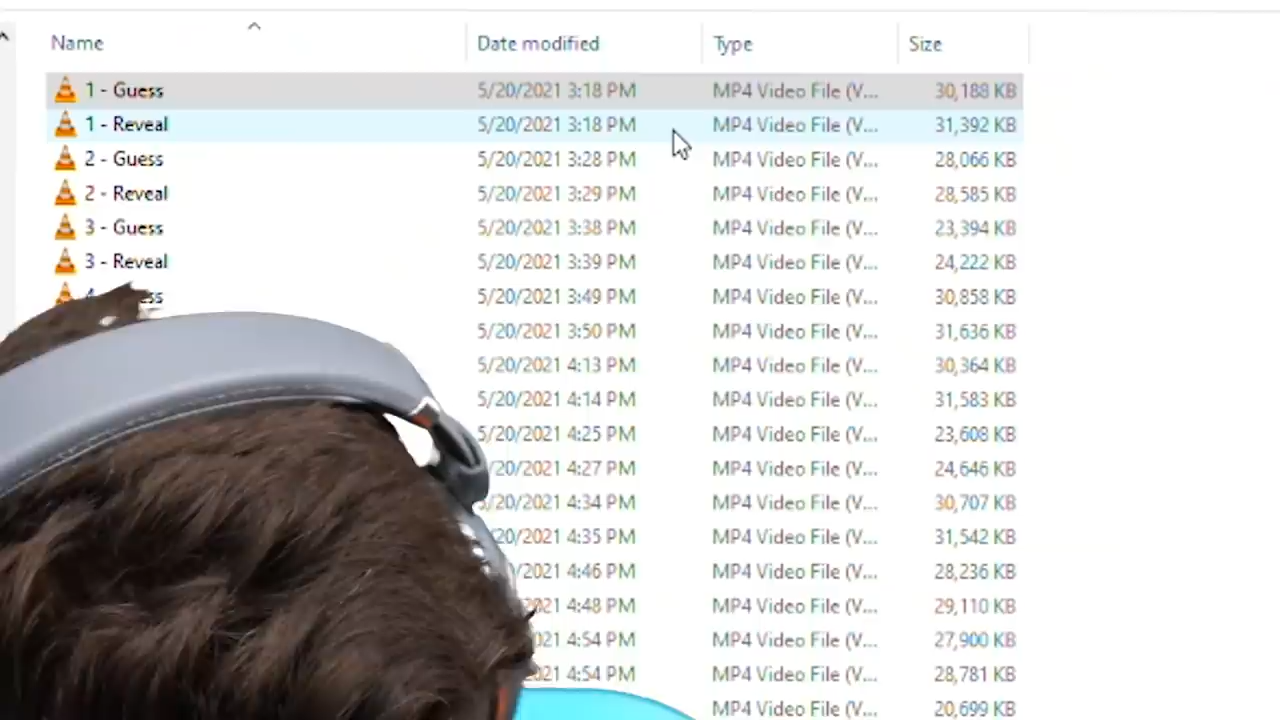 Name Date modified Type Size
1 - Guess 5/20/2021 3:18 PM MP4 Video File (V... 30,188 KB
1 - Reveal 5/20/2021 3:18 PM MP4 Video File (V... 31,392 KB
2 - Guess 5/20/2021 3:28 PM MP4 Video File (V... 28,066 KB
2 - Reveal 5/20/2021 3:29 PM MP4 Video File (V... 28,585 KB
3 - Guess 5/20/2021 3:38 PM MP4 Video File (V... 23,394 KB
3 - Reveal 5/20/2021 3:39 PM MP4 Video File (V... 24,222 KB
5/20/2021 3:49 PM MP4 Video File (V... 30,858 KB
5/20/2021 3:50 PM MP4 Video File (V... 31,636 KB
5/20/2021 4:13 PM MP4 Video File (V... 30,364 KB
5/20/2021 4:14 PM MP4 Video File (V... 31,583 KB
5/20/2021 4:25 PM MP4 Video File (V... 23,608 KB
/20/2021 4:27 PM MP4 Video File (V... 24,646 KB
/20/2021 4:34 PM MP4 Video File (V... 30,707 KB
20/2021 4:35 PM MP4 Video File (V... 31,542 KB
/2021 4:46 PM MP4 Video File (V... 28,236 KB
021 4:48 PM MP4 Video File (V... 29,110 KB
021 4:54 PM MP4 Video File (V... 27,900 KB
2021 4:54 PM MP4 Video File (V... 28,781 KB
MP4 Video File (V... 20,699 KB